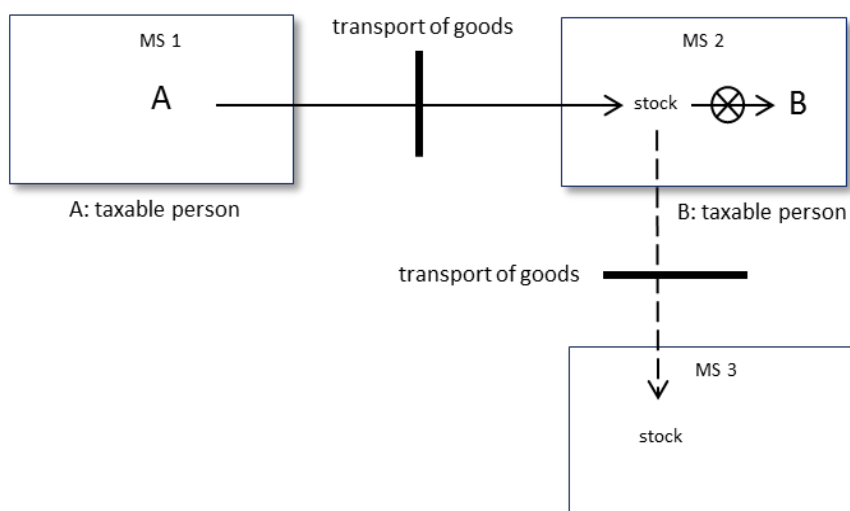 transport of goods
MS 1
MS 2
A
stock
B
A: taxable person
B: taxable person
transport of goods
MS 3
stock